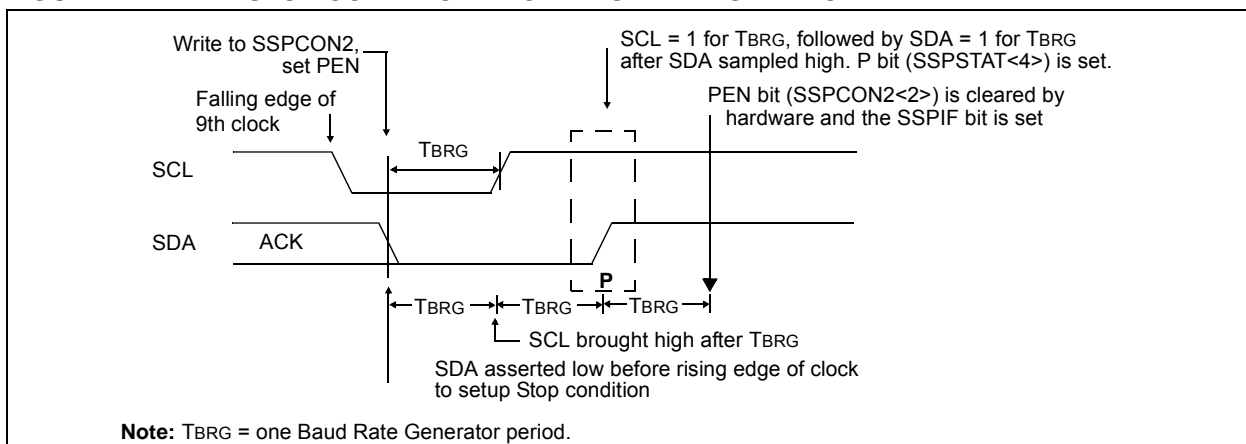 Write to SSPCON2,
set PEN
SCL = 1 for TBRG, followed by SDA = 1 for TBRG
after SDA sampled high. P bit (SSPSTAT<4>) is set.
Falling edge of
9th clock
PEN bit (SSPCON2<2>) is cleared by
hardware and the SSPIF bit is set
TBRG
SCL
SDA
ACK
P
TBRG
TBRG
TBRG
SCL brought high after TBRG
SDA asserted low before rising edge of clock
to setup Stop condition
Note: TBRG = one Baud Rate Generator period.